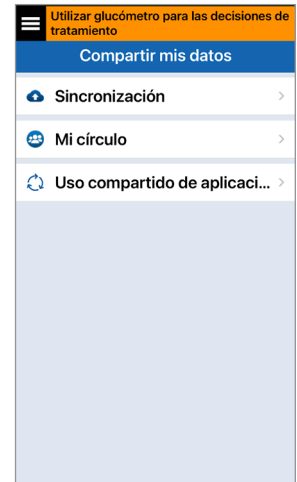 Utilizar glucómetro para las decisiones de
tratamiento
Compartir mis datos
Sincronización
Mi círculo
Uso compartido de aplicaci...